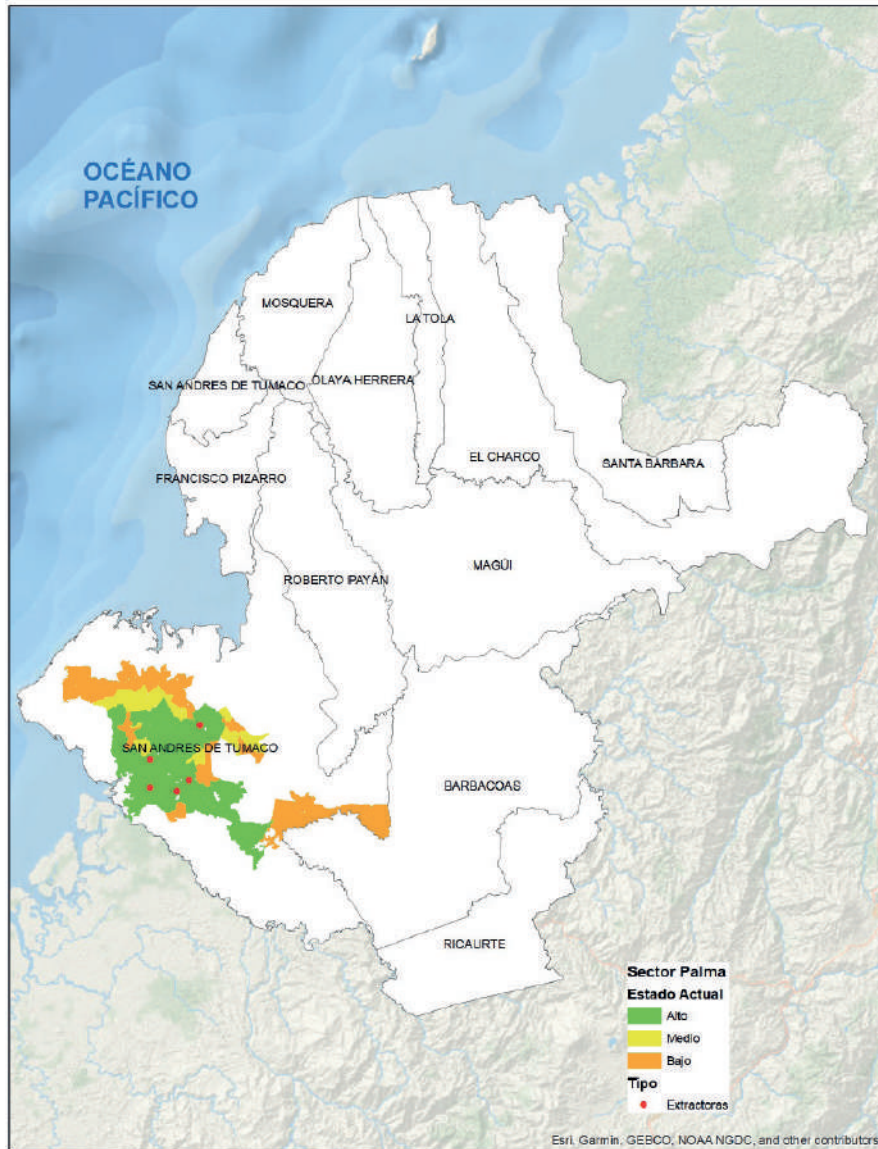 OCÉANO
PACÍFICO
MOSQUERA
LA TOLA
SAN ANDRES DE TUMACO
OLAYA HERRERA
EL CHARCO
SANTA BÁRBARA
FRANCISCO PIZARRO
MAGÜI
ROBERTO PAYÁN
SAN ANDRES DE TUMACO
BARBACOAS
RICAURTE
Sector Palma
Estado Actual
Alto
Medio
Bajo
Tipo
Extractoras
Esri, Garmin, GEBCO, NOAA NGDC, and other contributors